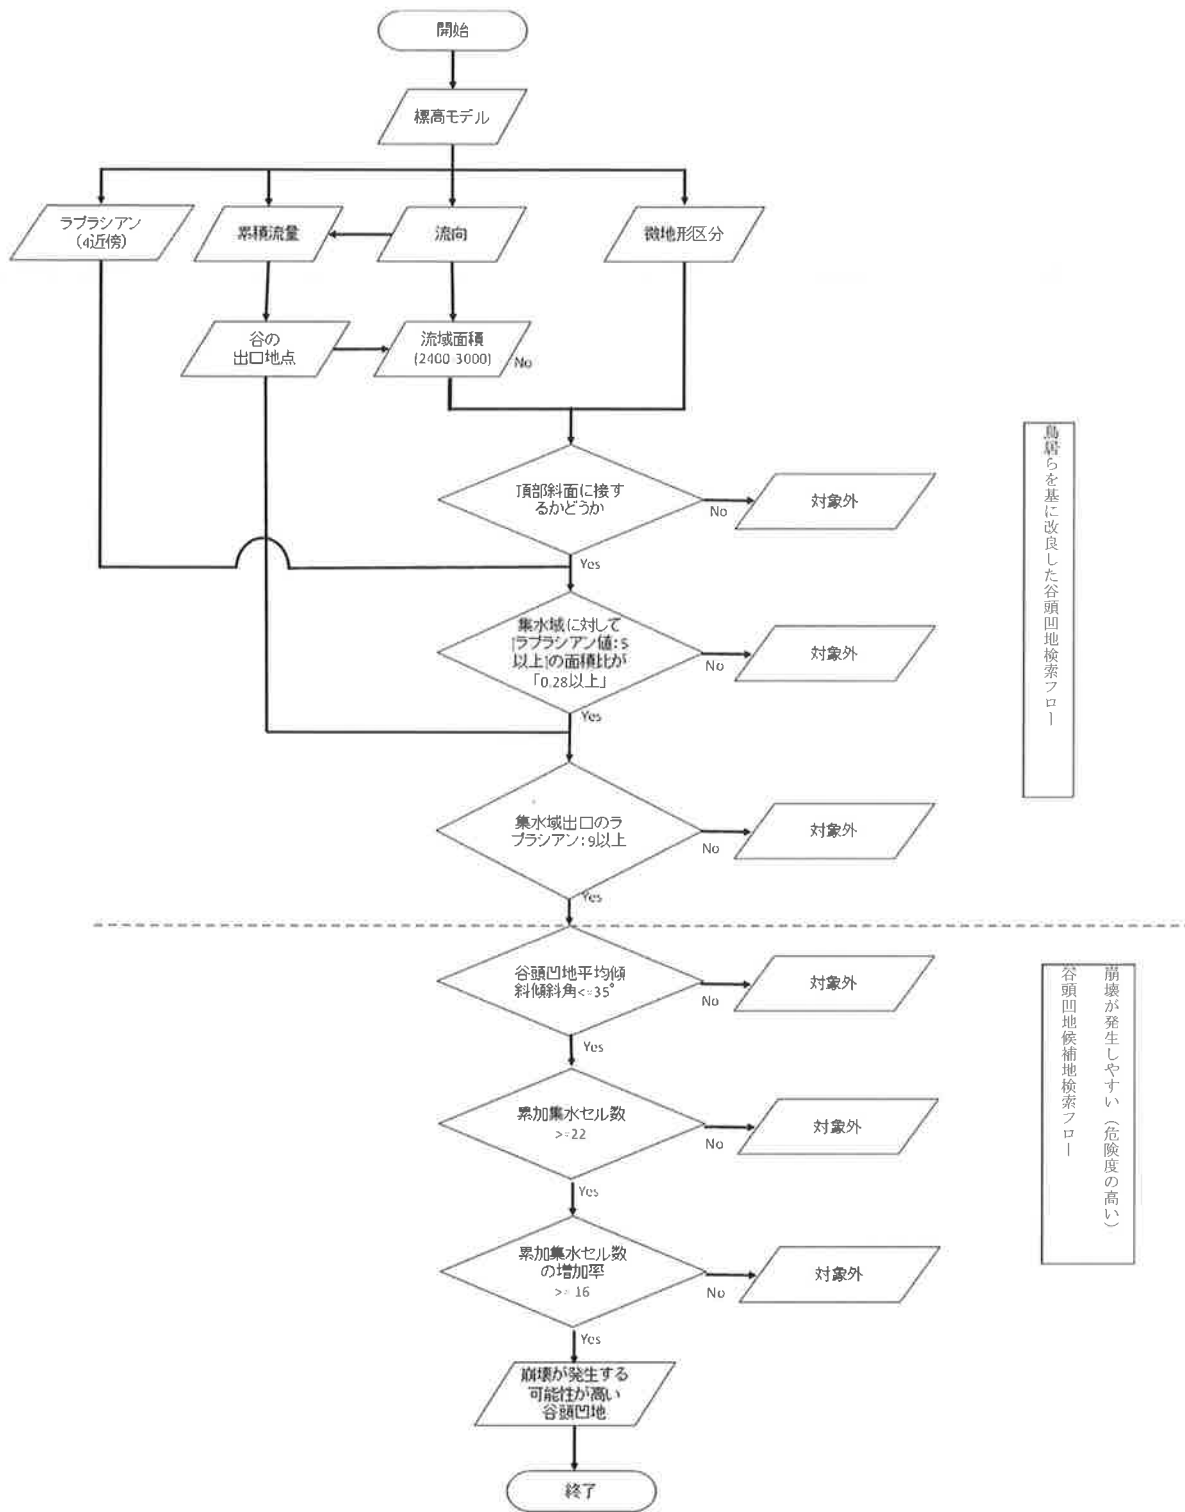 開始
標高モデル
ラプラシアン
(4近傍)
累積流量
流向
微地形区分
谷の
出口地点
流域面積
(2400-3000)
No
頂部斜面に接す
るかどうか
No
対象外
Yes
集水域に対して
[ラプラシアン値:5
以上]の面積比が
「0.28以上」
No
対象外
Yes
集水域出口のラ
プラシアン:9以上
No
対象外
Yes
鳥居らを基に改良した谷頭凹地検索フロー
谷頭凹地平均傾
斜傾斜角<=35°
No
対象外
Yes
累加集水セル数
>=22
No
対象外
Yes
累加集水セル数
の増加率
>= 16
No
対象外
Yes
崩壊が発生する
可能性が高い
谷頭凹地
終了
崩壊が発生しやすい（危険度の高い）
谷頭凹地候補地検索フロー